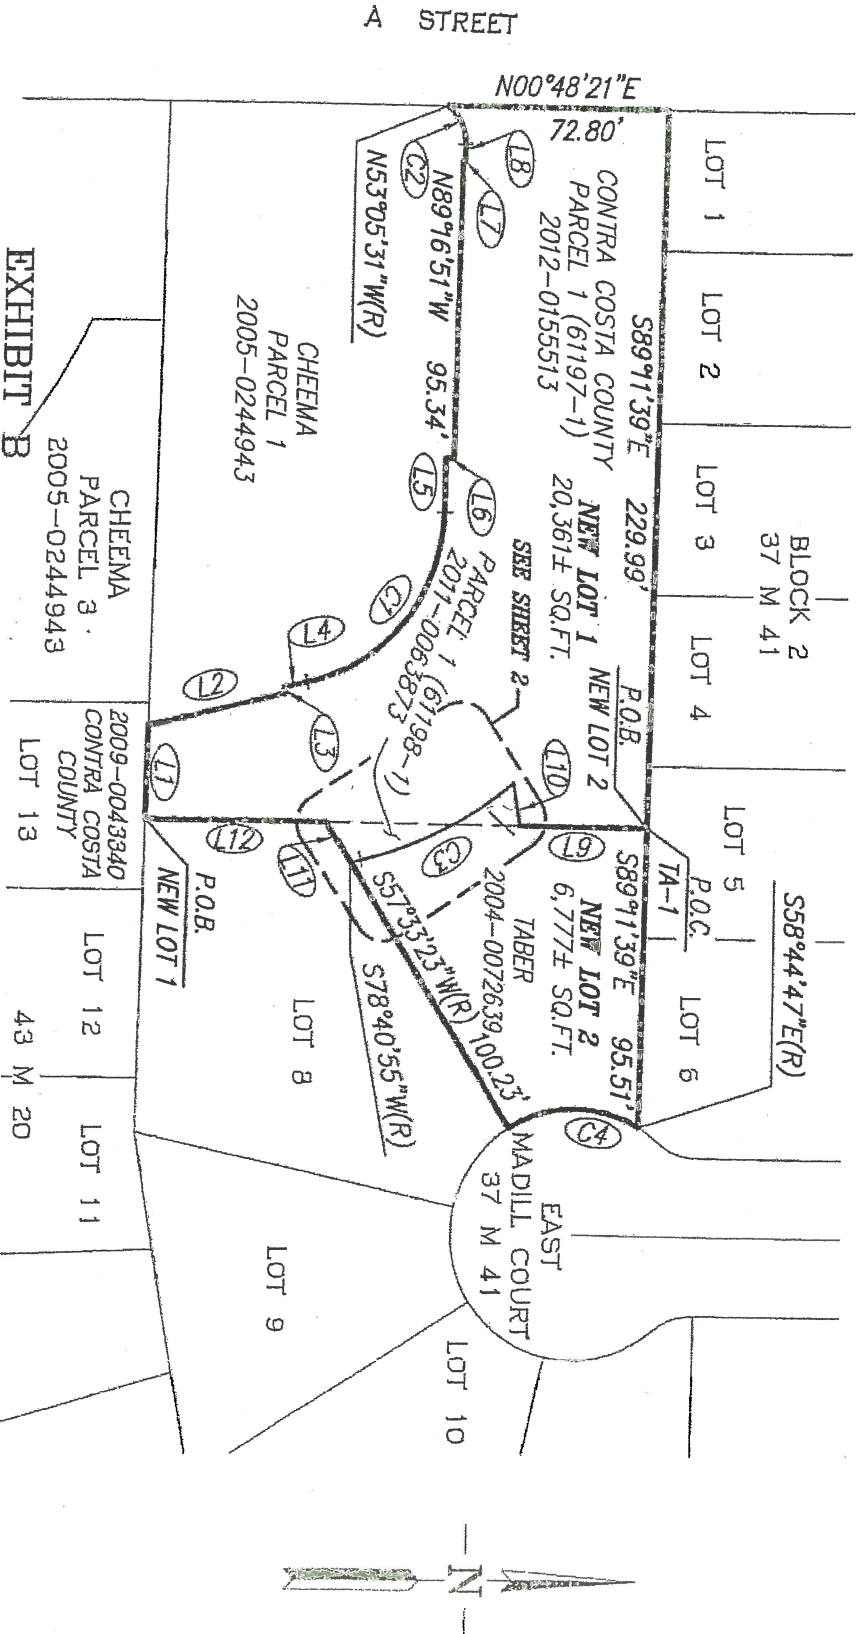 A STREET
N00°48'21"E
72.80'
LOT 1
LOT 2
LOT 3
LOT 4
LOT 5
LOT 6
BLOCK 2
37 M 41
S89°11'39"E 229.99'
CONTRA COSTA COUNTY
PARCEL 1 (61197-1)
2012-0155513
NEW LOT 1
20,361± SQ.FT.
SEE SHEET 2
P.O.B.
NEW LOT 2
P.O.C.
TA-1
S58°44'47"E(R)
S89°11'39"E 95.51'
NEW LOT 2
6,777± SQ.FT.
TABER
2004-0072639
L8
L7
C2
N89°16'51"W 95.34'
N53°05'31"W(R)
L6
L5
PARCEL 1 (61198-1)
2011-0063873
C1
L4
L3
L2
L1
L10
L9
C3
L11
L12
C4
S57°33'23"W(R) 100.23'
S78°40'55"W(R)
EAST
MADILL COURT
37 M 41
CHEEMA
PARCEL 1
2005-0244943
CHEEMA
PARCEL 3
2005-0244943
2009-0043340
CONTRA COSTA
COUNTY
LOT 13
P.O.B.
NEW LOT 1
LOT 8
LOT 9
LOT 10
LOT 12
LOT 11
43 M 20
N
EXHIBIT B